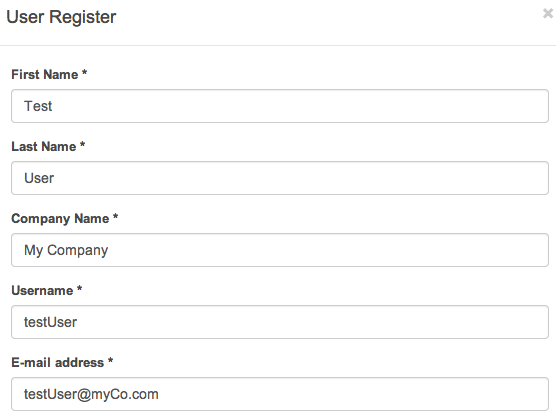 User Register
×
First Name *
Test
Last Name *
User
Company Name *
My Company
Username *
testUser
E-mail address *
testUser@myCo.com